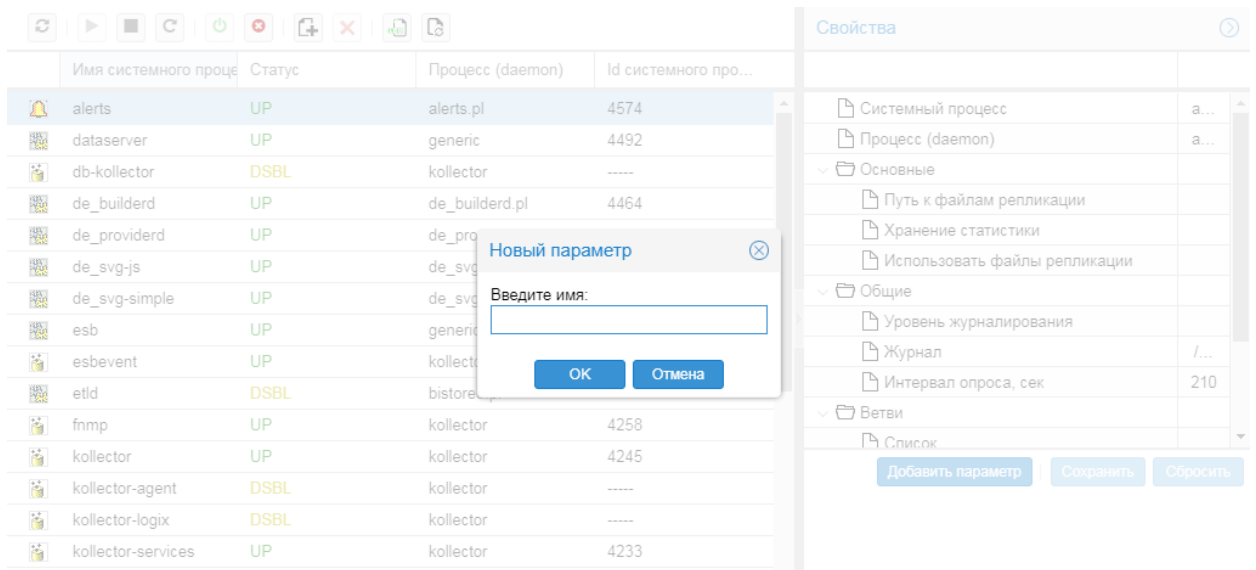 Свойства
Имя системного проце Статус Процесс (daemon) Id системного про...
alerts UP alerts.pl 4574
dataserver UP generic 4492
db-kollector DSBL kollector -----
de_builderd UP de_builderd.pl 4464
de_providerd UP de_pro
de_svg-js UP de_svg
de_svg-simple UP de_svg
esb UP generic
esbevent UP kollecto
etld DSBL bistore
fnmp UP kollector 4258
kollector UP kollector 4245
kollector-agent DSBL kollector -----
kollector-logix DSBL kollector -----
kollector-services UP kollector 4233
Новый параметр
Введите имя:
OK Отмена
Системный процесс a...
Процесс (daemon) a...
Основные
Путь к файлам репликации
Хранение статистики
Использовать файлы репликации
Общие
Уровень журналирования
Журнал /...
Интервал опроса, сек 210
Ветви
Список
Добавить параметр Сохранить Сбросить